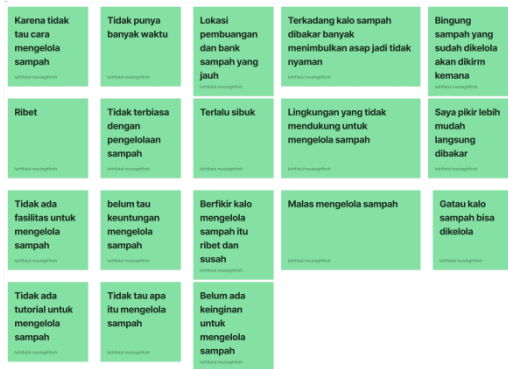 Karena tidak
tau cara
mengelola
sampah
Tidak punya
banyak waktu
Lokasi
pembuangan
dan bank
sampah yang
jauh
Terkadang kalo sampah
dibakar banyak
menimbulkan asap jadi tidak
nyaman
Bingung
sampah yang
sudah dikelola
akan dikirm
kemana
Ribet
Tidak terbiasa
dengan
pengelolaan
sampah
Terlalu sibuk
Lingkungan yang tidak
mendukung untuk
mengelola sampah
Saya pikir lebih
mudah
langsung
dibakar
Tidak ada
fasilitas untuk
mengelola
sampah
belum tau
keuntungan
mengelola
sampah
Berfikir kalo
mengelola
sampah itu
ribet dan
susah
Malas mengelola sampah
Gatau kalo
sampah bisa
dikelola
Tidak ada
tutorial untuk
mengelola
sampah
Tidak tau apa
itu mengelola
sampah
Belum ada
keinginan
untuk
mengelola
sampah